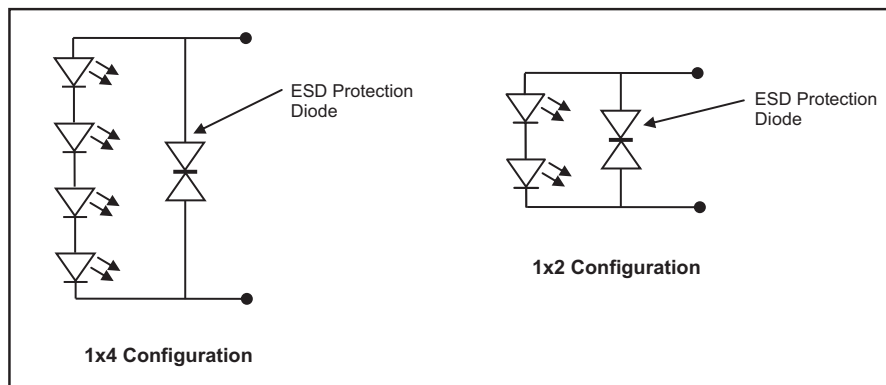 ESD Protection
Diode
1x4 Configuration
ESD Protection
Diode
1x2 Configuration